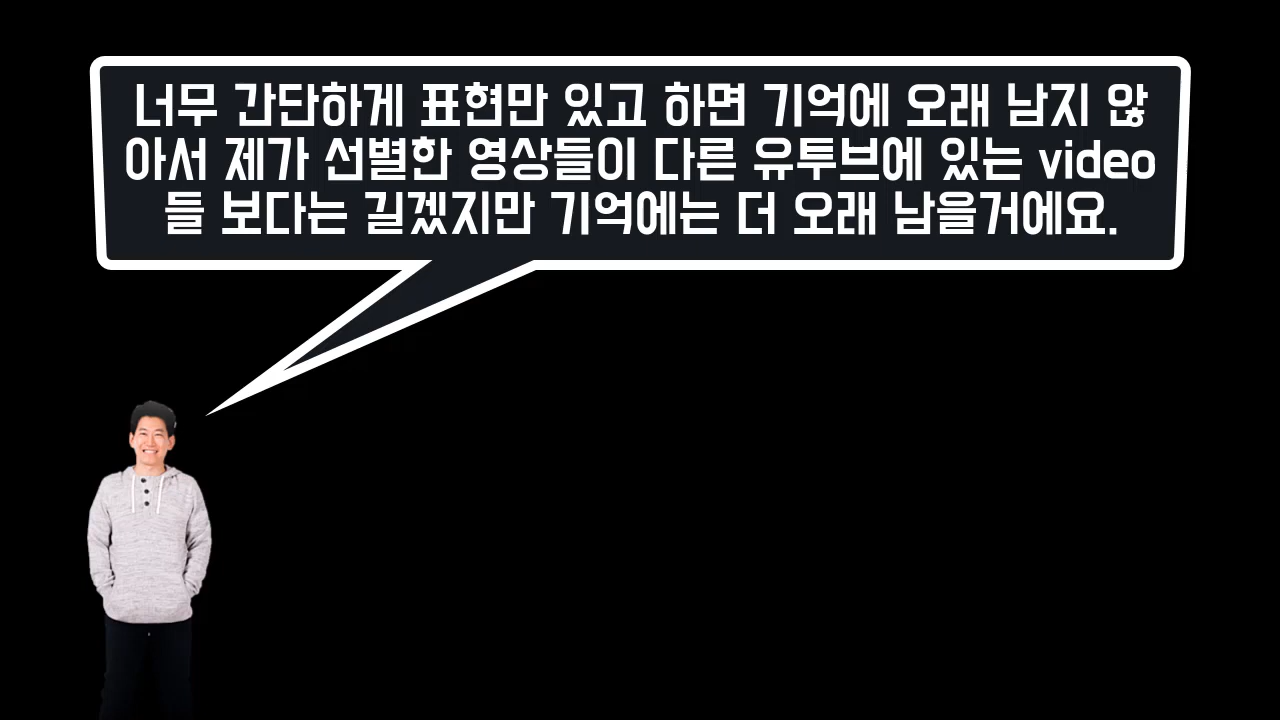 너무 간단하게 표현만 있고 하면 기억에 오래 남지 않
아서 제가 선별한 영상들이 다른 유투브에 있는 video
들 보다는 길겠지만 기억에는 더 오래 남을거에요.